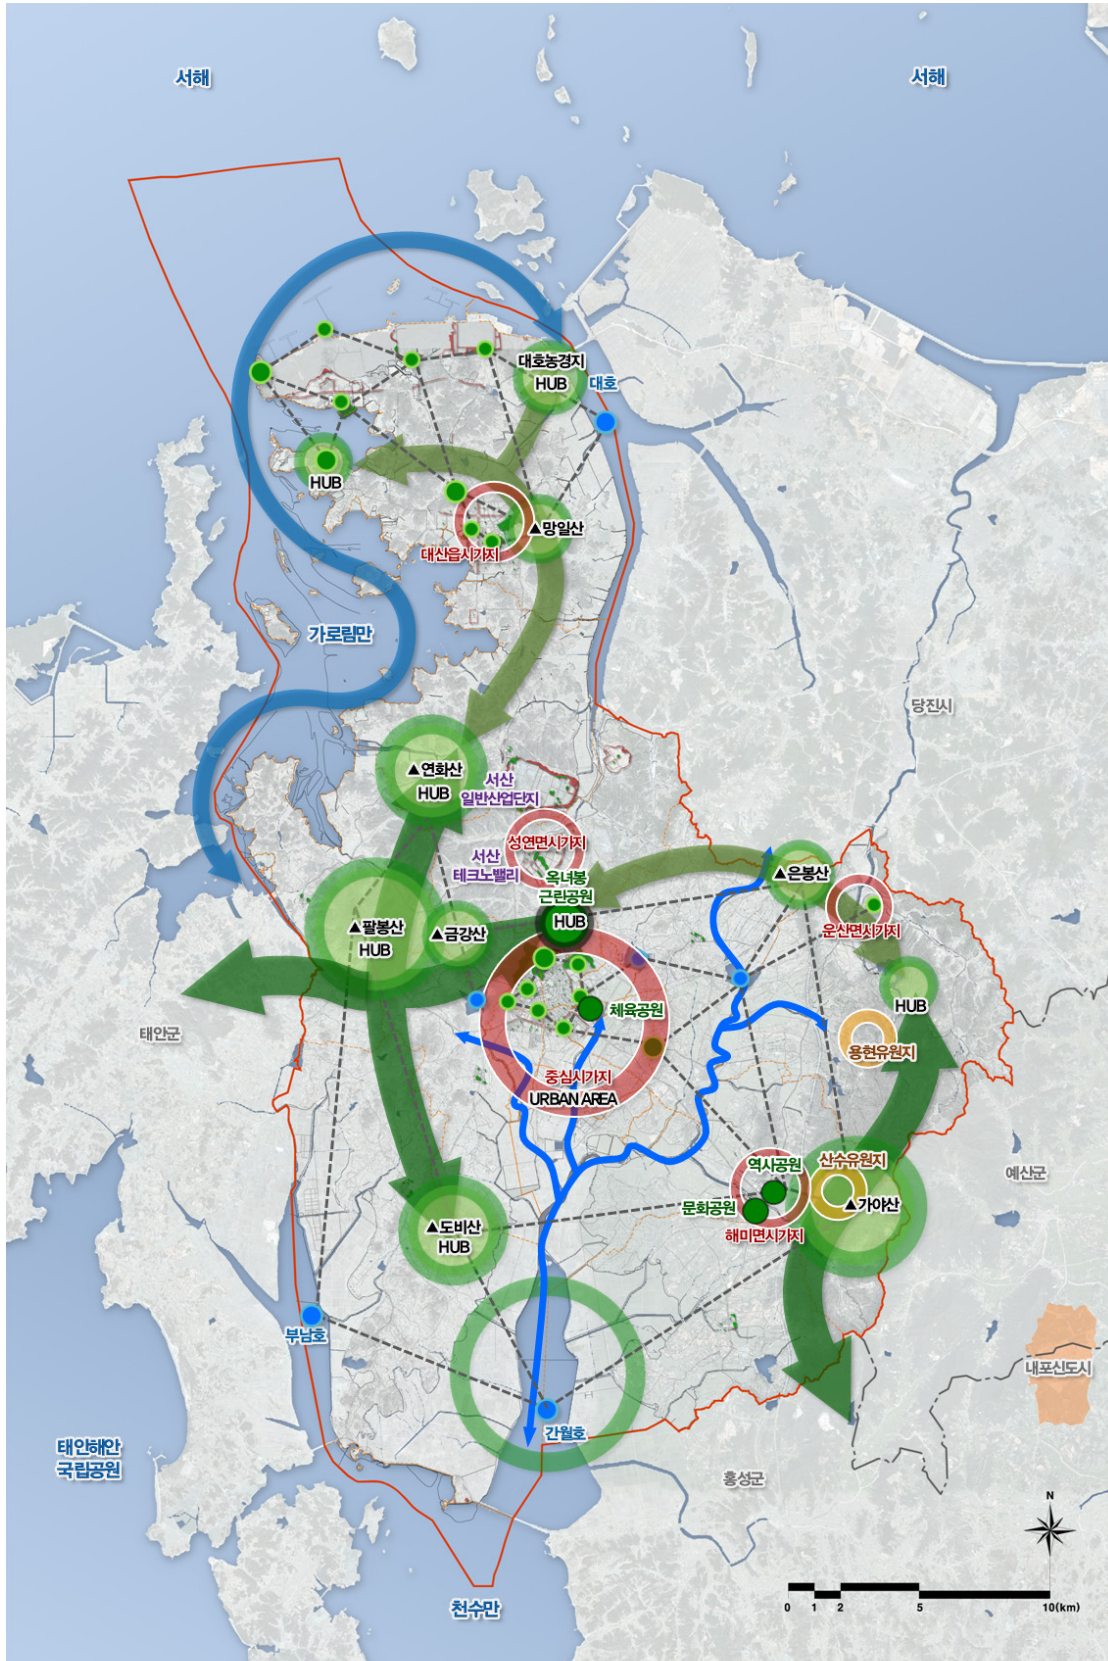 서해
서해
대호농경지
HUB
대호
HUB
▲망일산
대산읍시가지
가로림만
당진시
▲연화산
HUB
서산
일반산업단지
성연면시가지
서산
테크노밸리
옥녀봉
근린공원
HUB
▲은봉산
운산면시가지
▲팔봉산
HUB
▲금강산
HUB
체육공원
태안군
용현유원지
중심시가지
URBAN AREA
역사공원
산수유원지
예산군
문화공원
▲가야산
해미면시가지
▲도비산
HUB
부남호
내포신도시
간월호
태안해안
국립공원
홍성군
N
천수만
0 1 2 5 10(km)